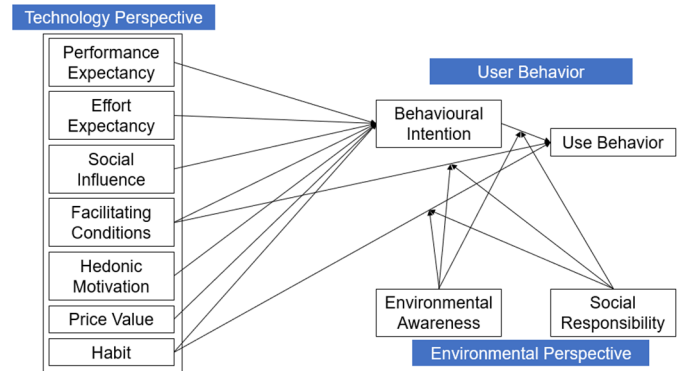 Technology Perspective
Performance
Expectancy
Effort
Expectancy
Social
Influence
Facilitating
Conditions
Hedonic
Motivation
Price Value
Habit
User Behavior
Behavioural
Intention
Use Behavior
Environmental
Awareness
Social
Responsibility
Environmental Perspective